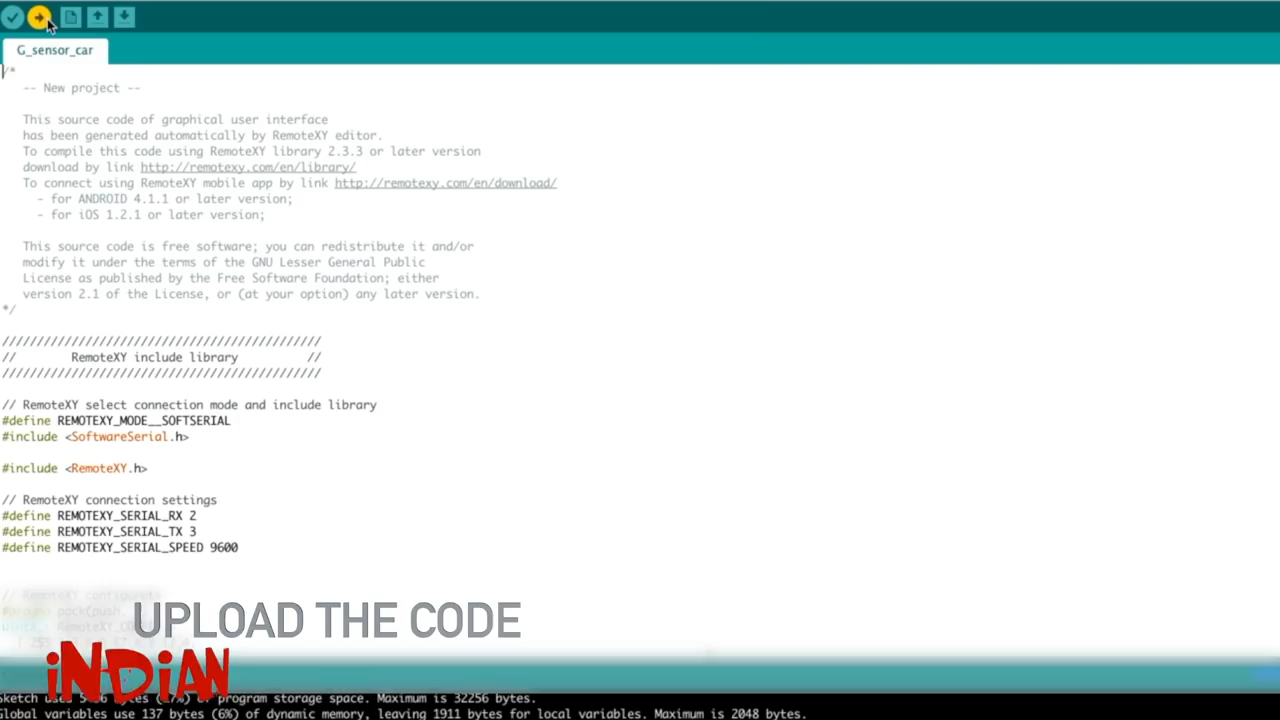 G_sensor_car
/*
-- New project --
This source code of graphical user interface
has been generated automatically by RemoteXY editor.
To compile this code using RemoteXY library 2.3.3 or later version
download by link http://remotexy.com/en/library/
To connect using RemoteXY mobile app by link http://remotexy.com/en/download/
- for ANDROID 4.1.1 or later version;
- for iOS 1.2.1 or later version;
This source code is free software; you can redistribute it and/or
modify it under the terms of the GNU Lesser General Public
License as published by the Free Software Foundation; either
version 2.1 of the License, or (at your option) any later version.
*/
//////////////////////////////////////////////
// RemoteXY include library //
//////////////////////////////////////////////
// RemoteXY select connection mode and include library
#define REMOTEXY_MODE__SOFTSERIAL
#include <SoftwareSerial.h>
#include <RemoteXY.h>
// RemoteXY connection settings
#define REMOTEXY_SERIAL_RX 2
#define REMOTEXY_SERIAL_TX 3
#define REMOTEXY_SERIAL_SPEED 9600
// RemoteXY
UPLOAD THE CODE
iNDiAN
Sketch bytes program storage space. Maximum is 32256 bytes.
Global variables use 137 bytes (6%) of dynamic memory, leaving 1911 bytes for local variables. Maximum is 2048 bytes.